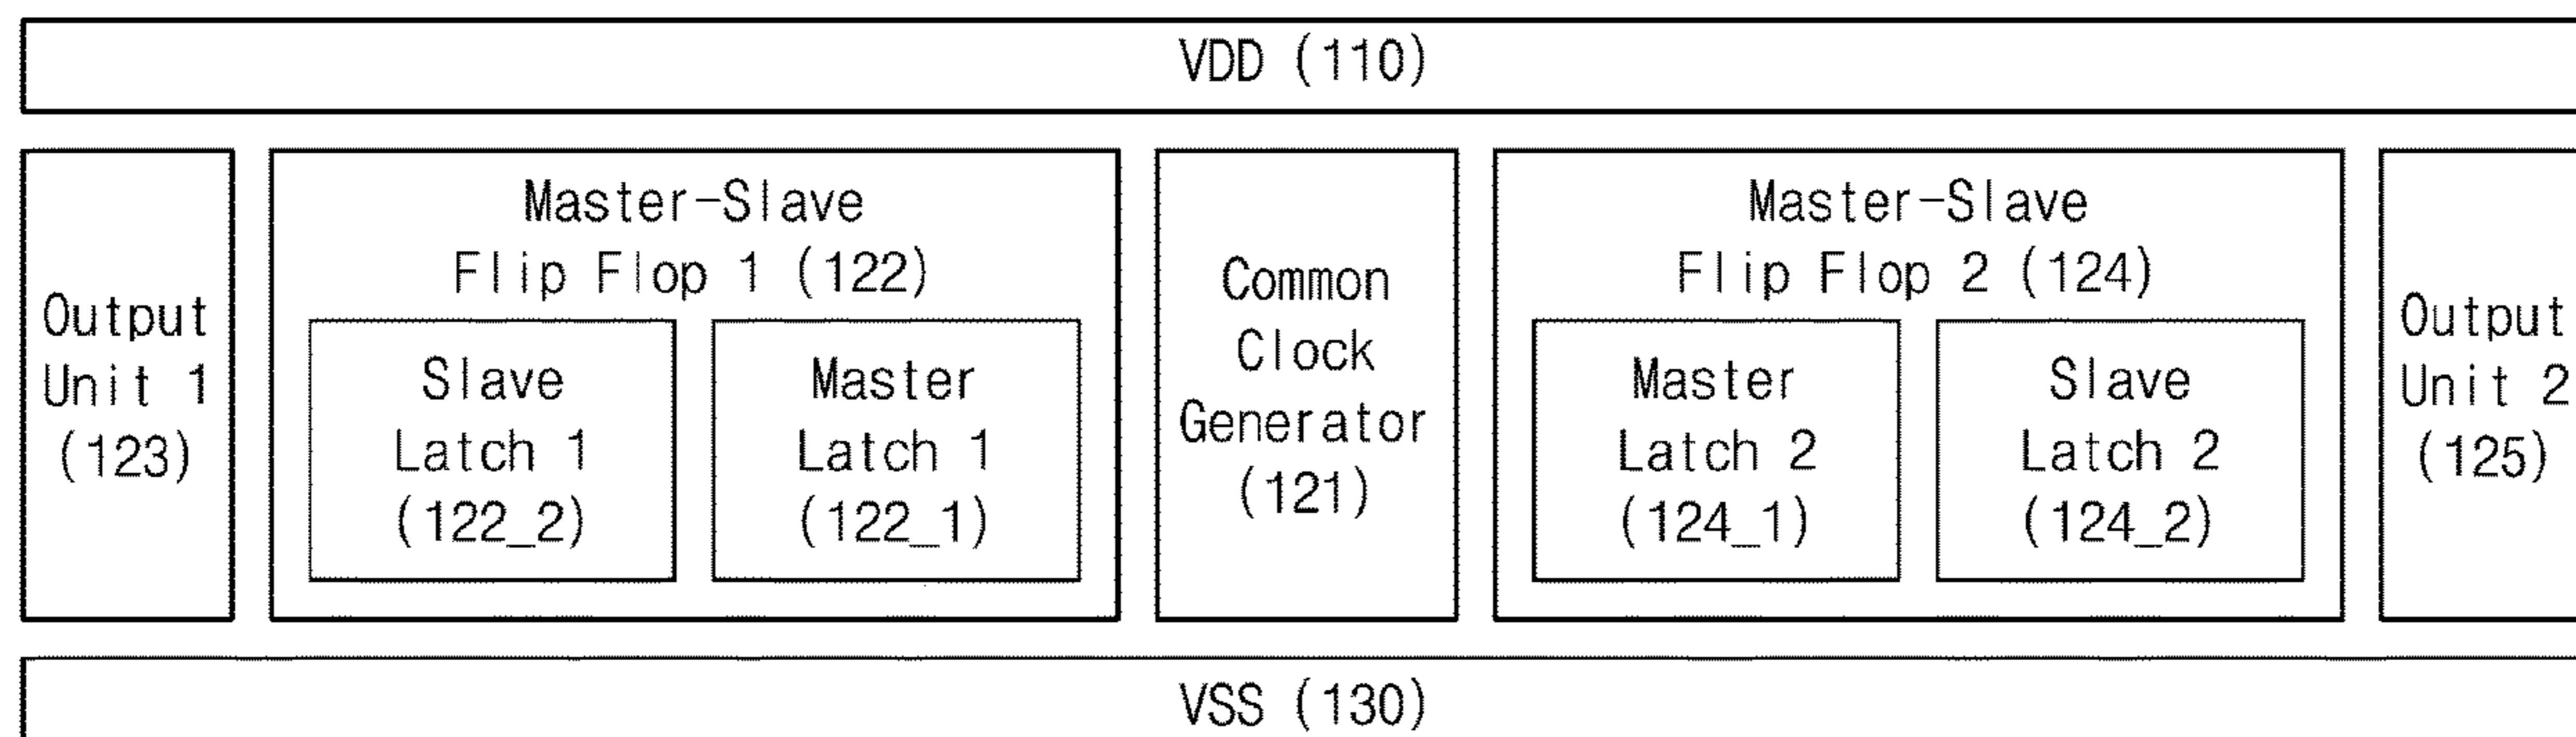 VDD (110)
Output
Unit 1
(123)
Master-Slave
Flip Flop 1 (122)
Slave
Latch 1
(122_2)
Master
Latch 1
(122_1)
Common
Clock
Generator
(121)
Master-Slave
Flip Flop 2 (124)
Master
Latch 2
(124_1)
Slave
Latch 2
(124_2)
Output
Unit 2
(125)
VSS (130)